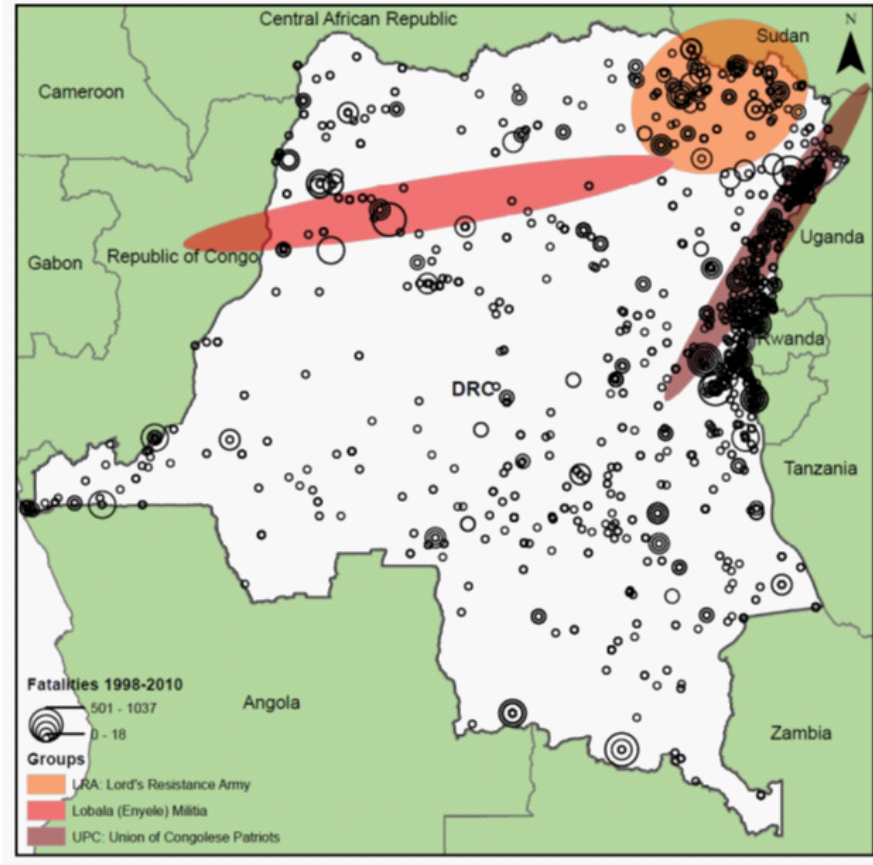 Central African Republic
N
Sudan
Cameroon
Uganda
Republic of Congo
Gabon
Rwanda
DRC
Tanzania
Fatalities 1998-2010
501 - 1037
0 - 18
Angola
Zambia
Groups
LRA: Lord's Resistance Army
Lobala (Enyele) Militia
UPC: Union of Congolese Patriots